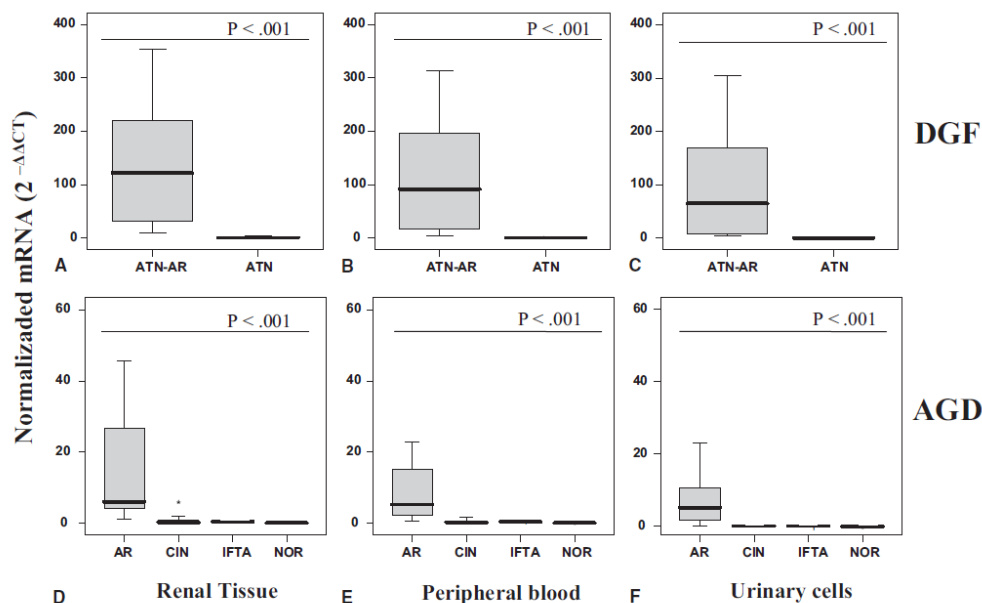 Normalizaded mRNA (2 −ΔΔCT)
400 400 400
P < .001 P < .001 P < .001
300 300 300
200 200 200
DGF
100 100 100
0 0 0
A ATN-AR ATN B ATN-AR ATN C ATN-AR ATN
60 60 60
P < .001 P < .001 P < .001
40 40 40
AGD
20 20 20
0 0 0
AR CIN IFTA NOR AR CIN IFTA NOR AR CIN IFTA NOR
D Renal Tissue E Peripheral blood F Urinary cells